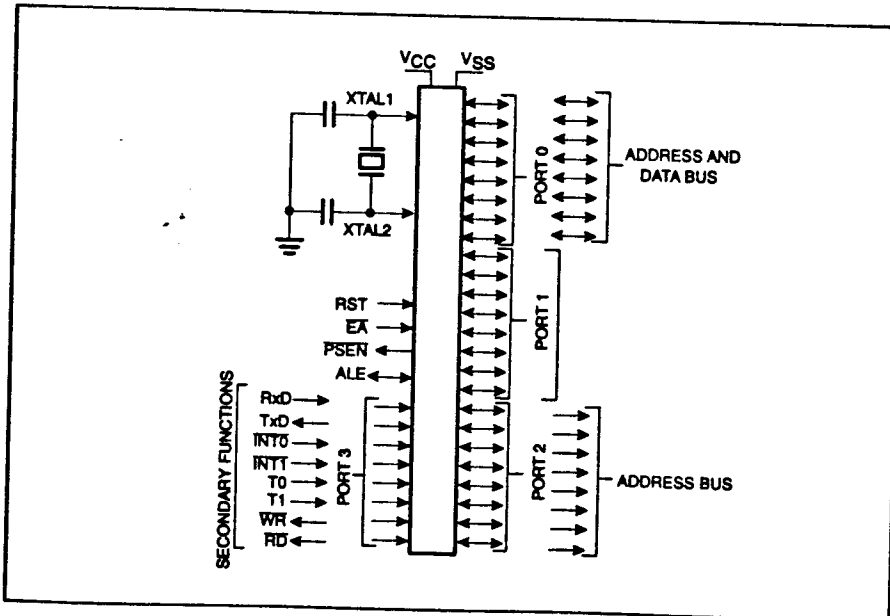 VCC VSS
XTAL1
XTAL2
PORT 0
ADDRESS AND
DATA BUS
PORT 1
RST
EA
PSEN
ALE
SECONDARY FUNCTIONS
RxD
TxD
INT0
INT1
T0
T1
WR
RD
PORT 3
PORT 2
ADDRESS BUS